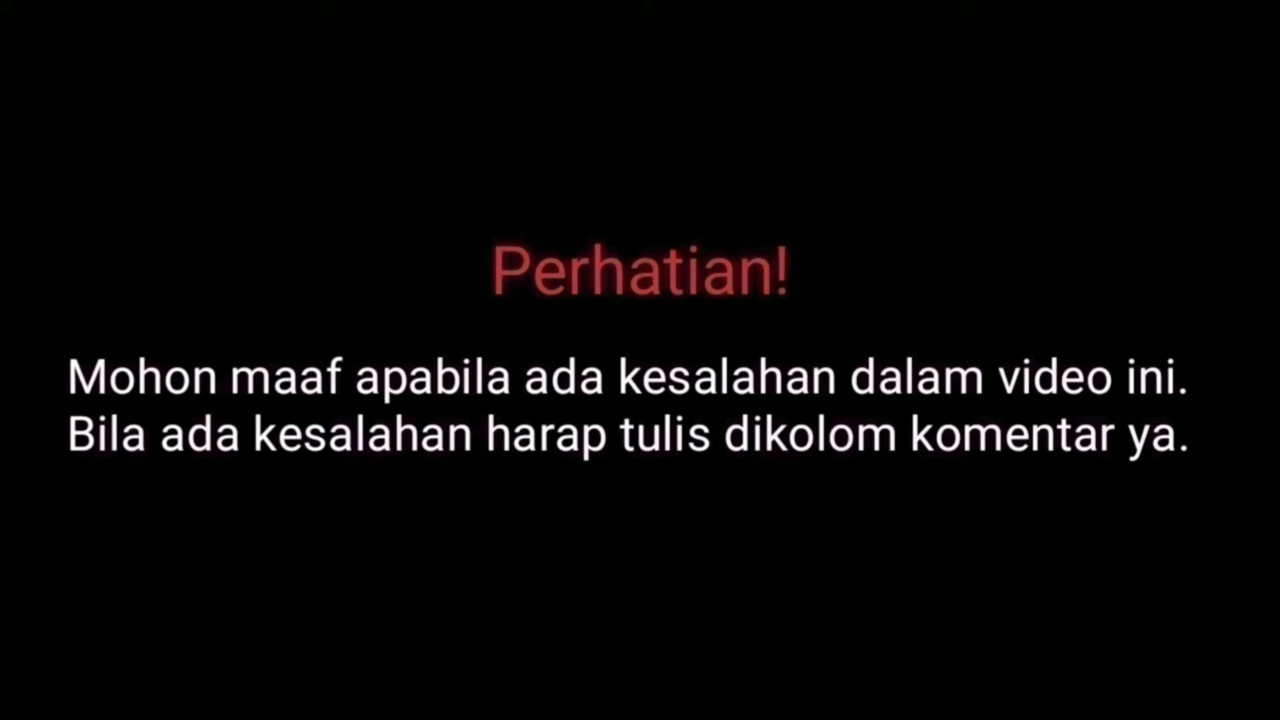 Perhatian!
Mohon maaf apabila ada kesalahan dalam video ini.
Bila ada kesalahan harap tulis dikolom komentar ya.